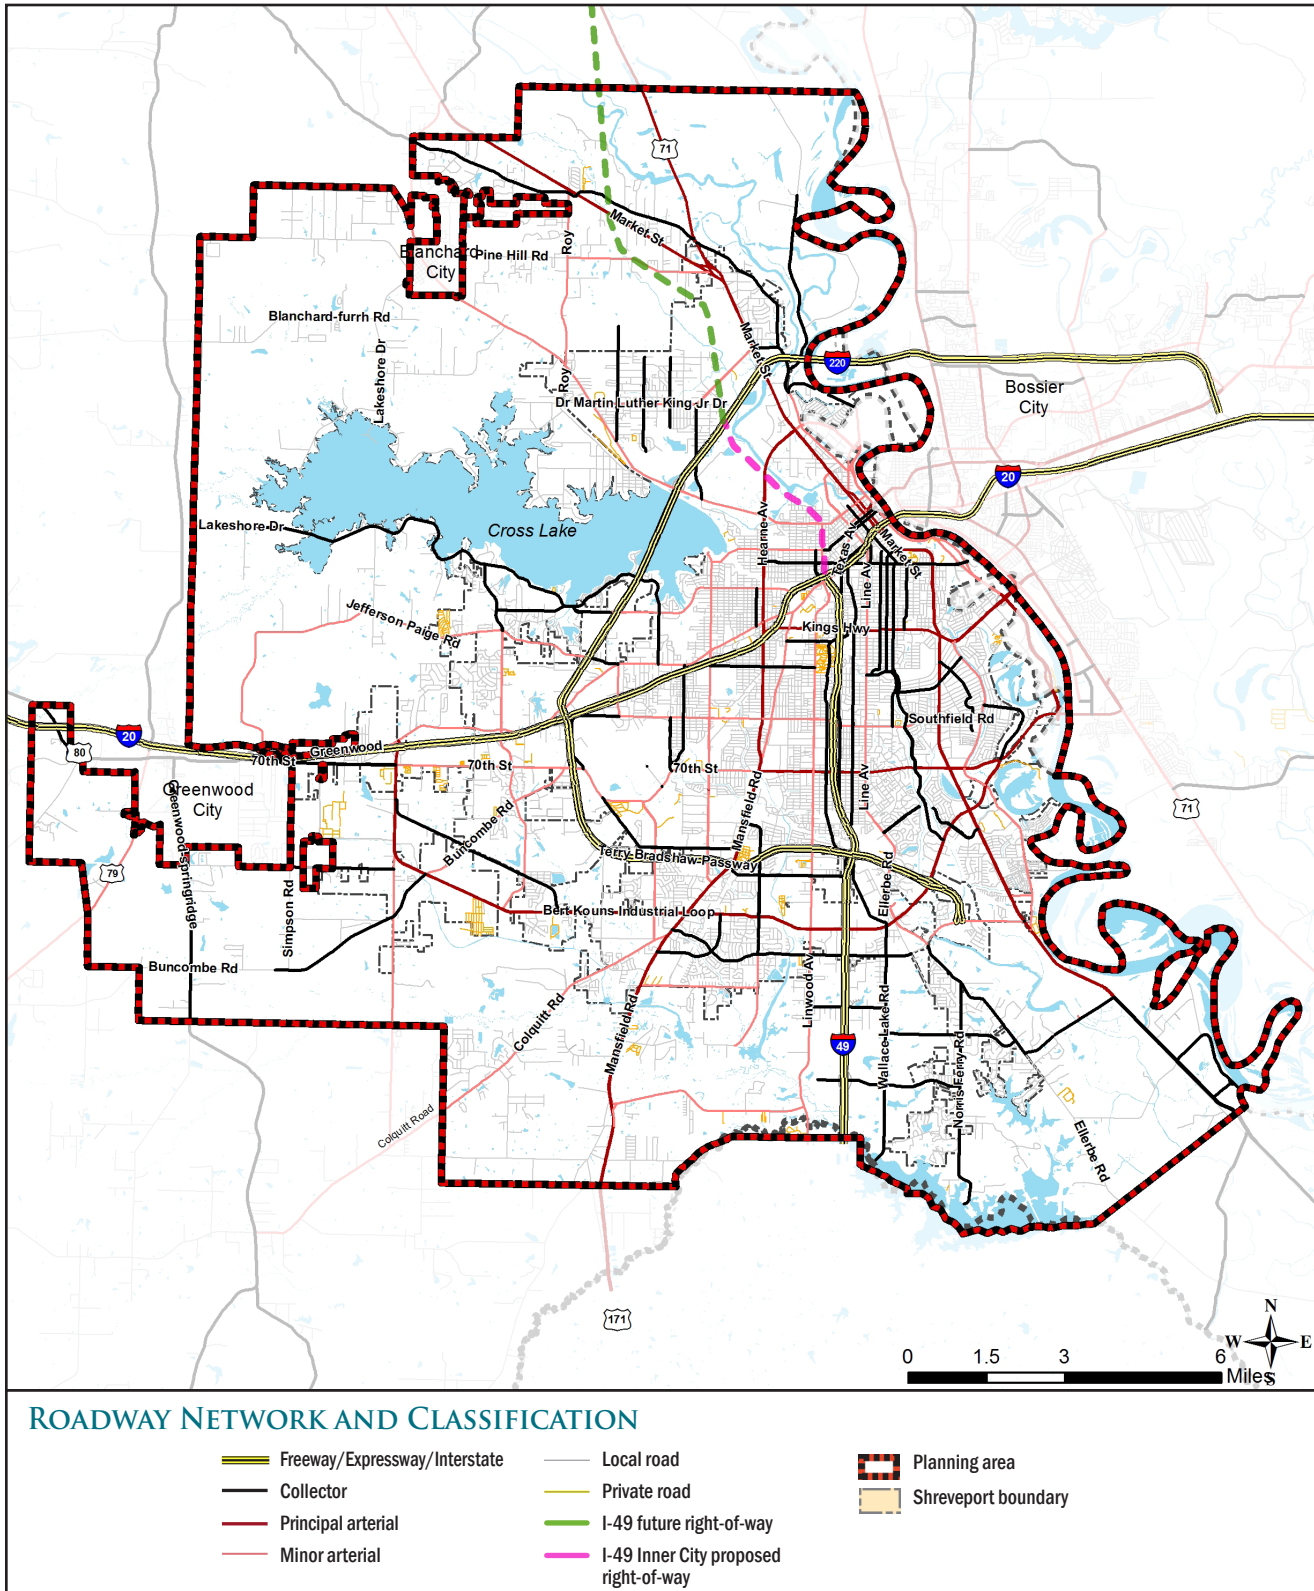 71
Market St
Roy
Blanchard
City
Pine Hill Rd
Blanchard-furrh Rd
Lakeshore Dr
Market St
220
Roy
Bossier
City
Dr Martin Luther King Jr Dr
20
Lakeshore Dr
Cross Lake
Hearne Av
Texas Av
Market St
Line Av
Jefferson Paige Rd
Kings Hwy
Southfield Rd
20
80
Greenwood
70th St
70th St
70th St
Greenwood
City
Greenwood-springridge
Line Av
Mansfield Rd
71
Buncombe Rd
Terry Bradshaw Passway
79
Ellerbe Rd
Simpson Rd
Bert Kouns Industrial Loop
Buncombe Rd
Linwood Av
Colquitt Rd
Mansfield Rd
Wallace Lake Rd
49
Norris Ferry Rd
Colquitt Road
Ellerbe Rd
171
N
W
E
S
0
1.5
3
6
Miles
ROADWAY NETWORK AND CLASSIFICATION
Freeway/Expressway/Interstate
Collector
Principal arterial
Minor arterial
Local road
Private road
I-49 future right-of-way
I-49 Inner City proposed
right-of-way
Planning area
Shreveport boundary